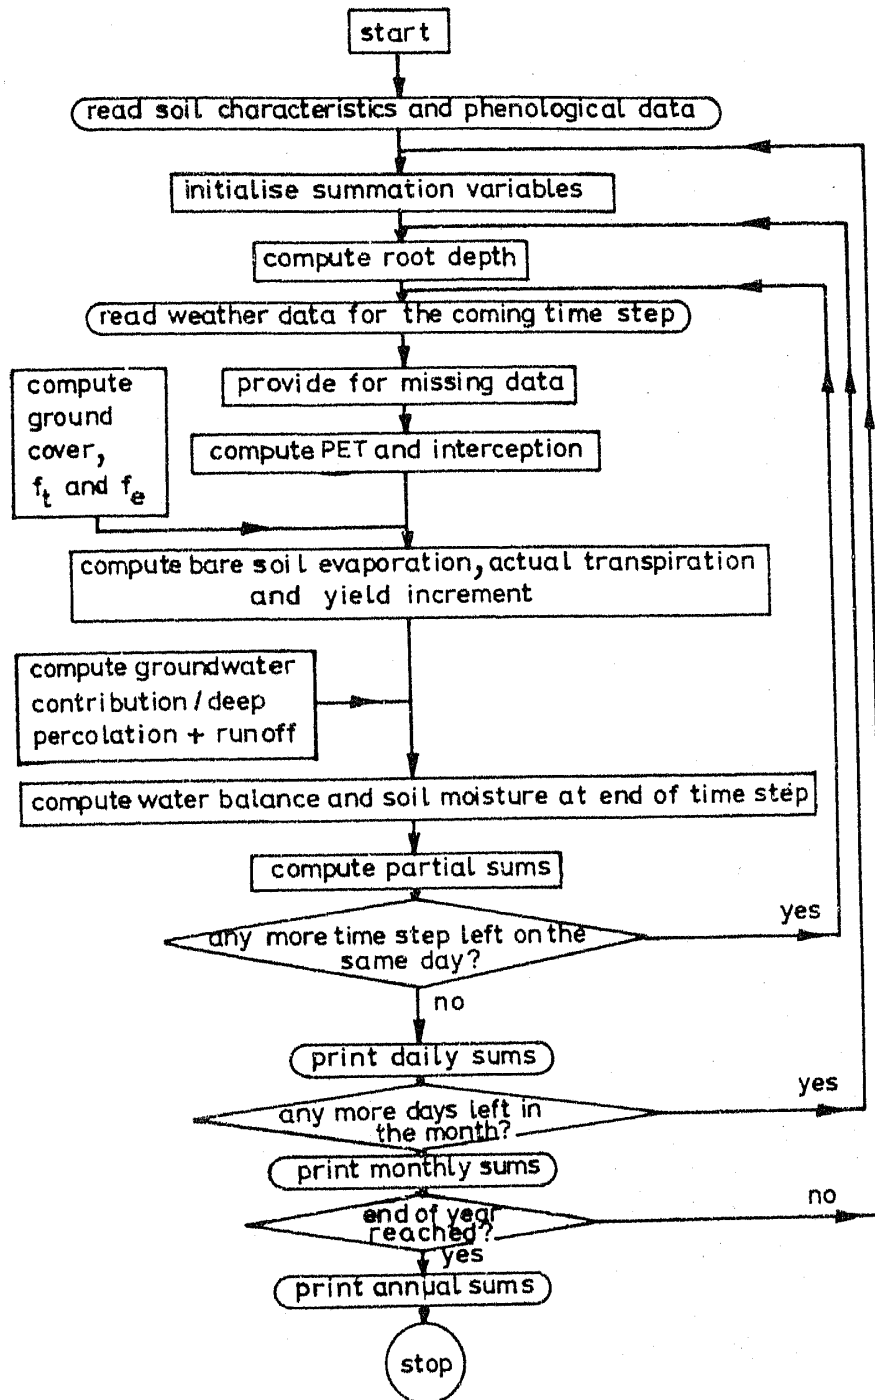 start
read soil characteristics and phenological data
initialise summation variables
compute root depth
read weather data for the coming time step
compute
ground
cover,
f_t and f_e
provide for missing data
compute PET and interception
compute bare soil evaporation, actual transpiration
and yield increment
compute groundwater
contribution / deep
percolation + runoff
compute water balance and soil moisture at end of time step
compute partial sums
yes
any more time step left on the
same day?
no
print daily sums
yes
any more days left in
the month?
print monthly sums
no
end of year
reached?
yes
print annual sums
stop